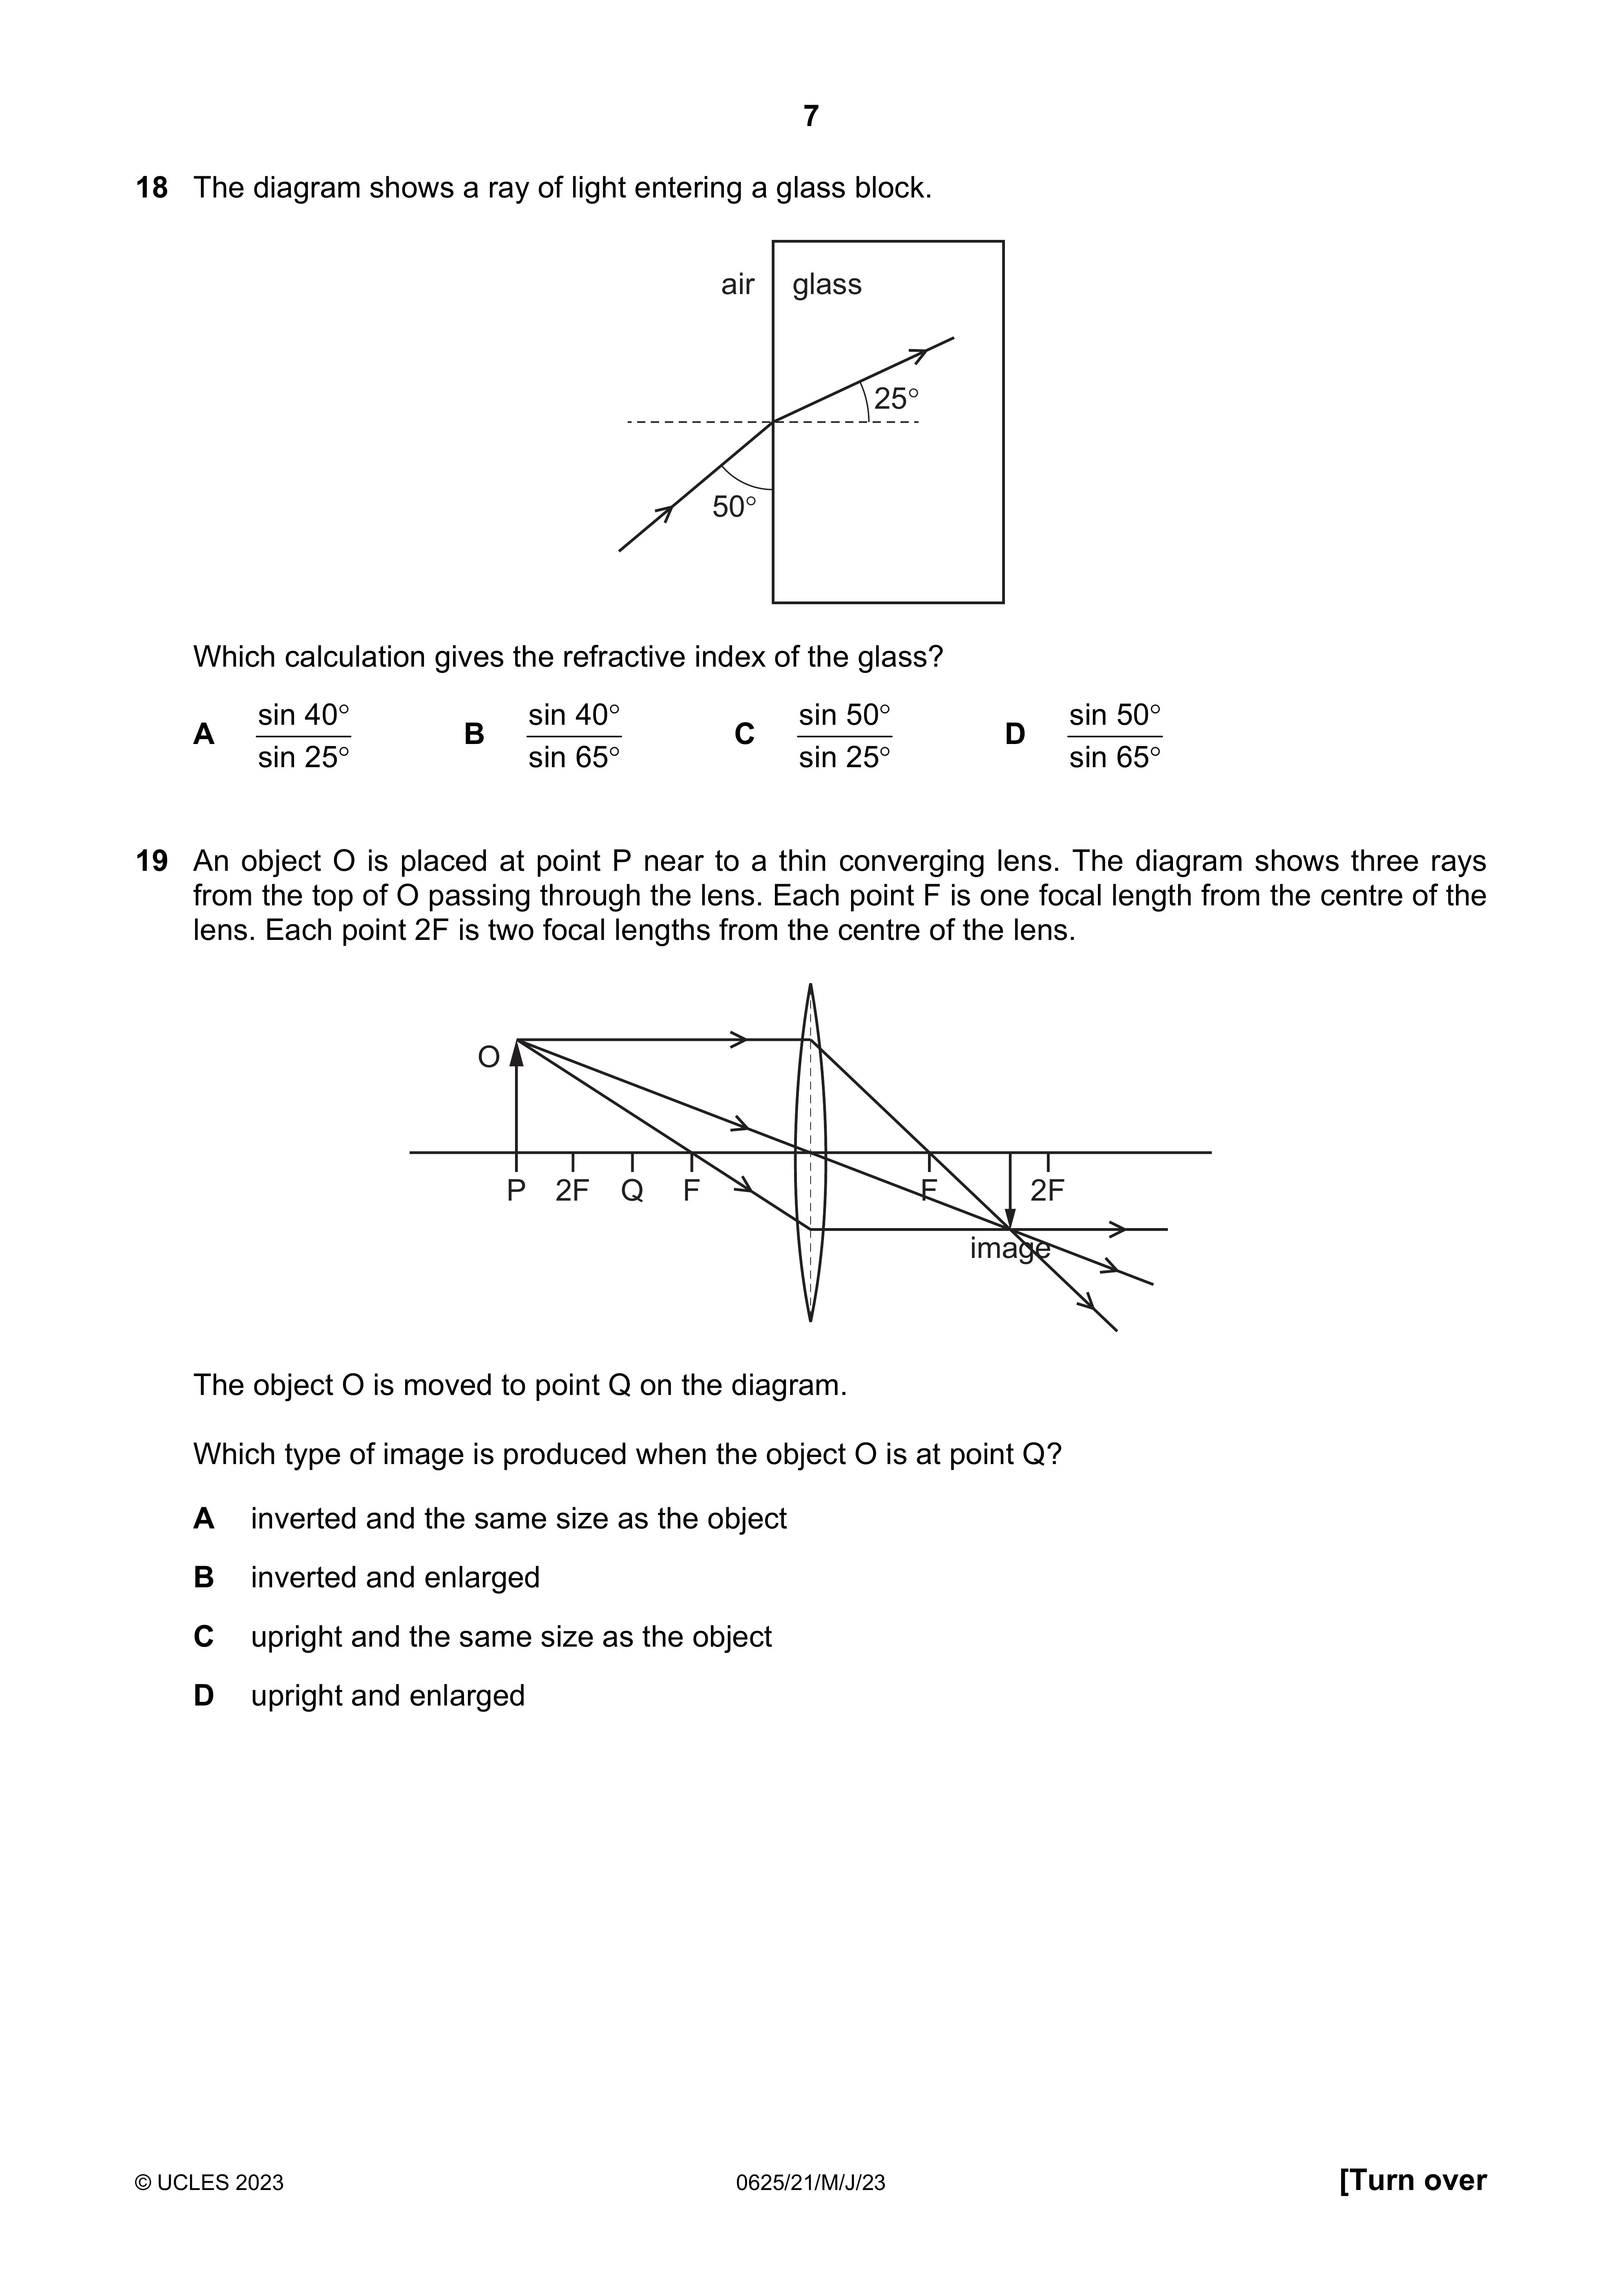 7
18 The diagram shows a ray of light entering a glass block.
air glass
25°
50°
Which calculation gives the refractive index of the glass?
A sin 40° / sin 25° B sin 40° / sin 65° C sin 50° / sin 25° D sin 50° / sin 65°
19 An object O is placed at point P near to a thin converging lens. The diagram shows three rays
from the top of O passing through the lens. Each point F is one focal length from the centre of the
lens. Each point 2F is two focal lengths from the centre of the lens.
O
P 2F Q F F 2F
image
The object O is moved to point Q on the diagram.
Which type of image is produced when the object O is at point Q?
A inverted and the same size as the object
B inverted and enlarged
C upright and the same size as the object
D upright and enlarged
© UCLES 2023 0625/21/M/J/23 [Turn over